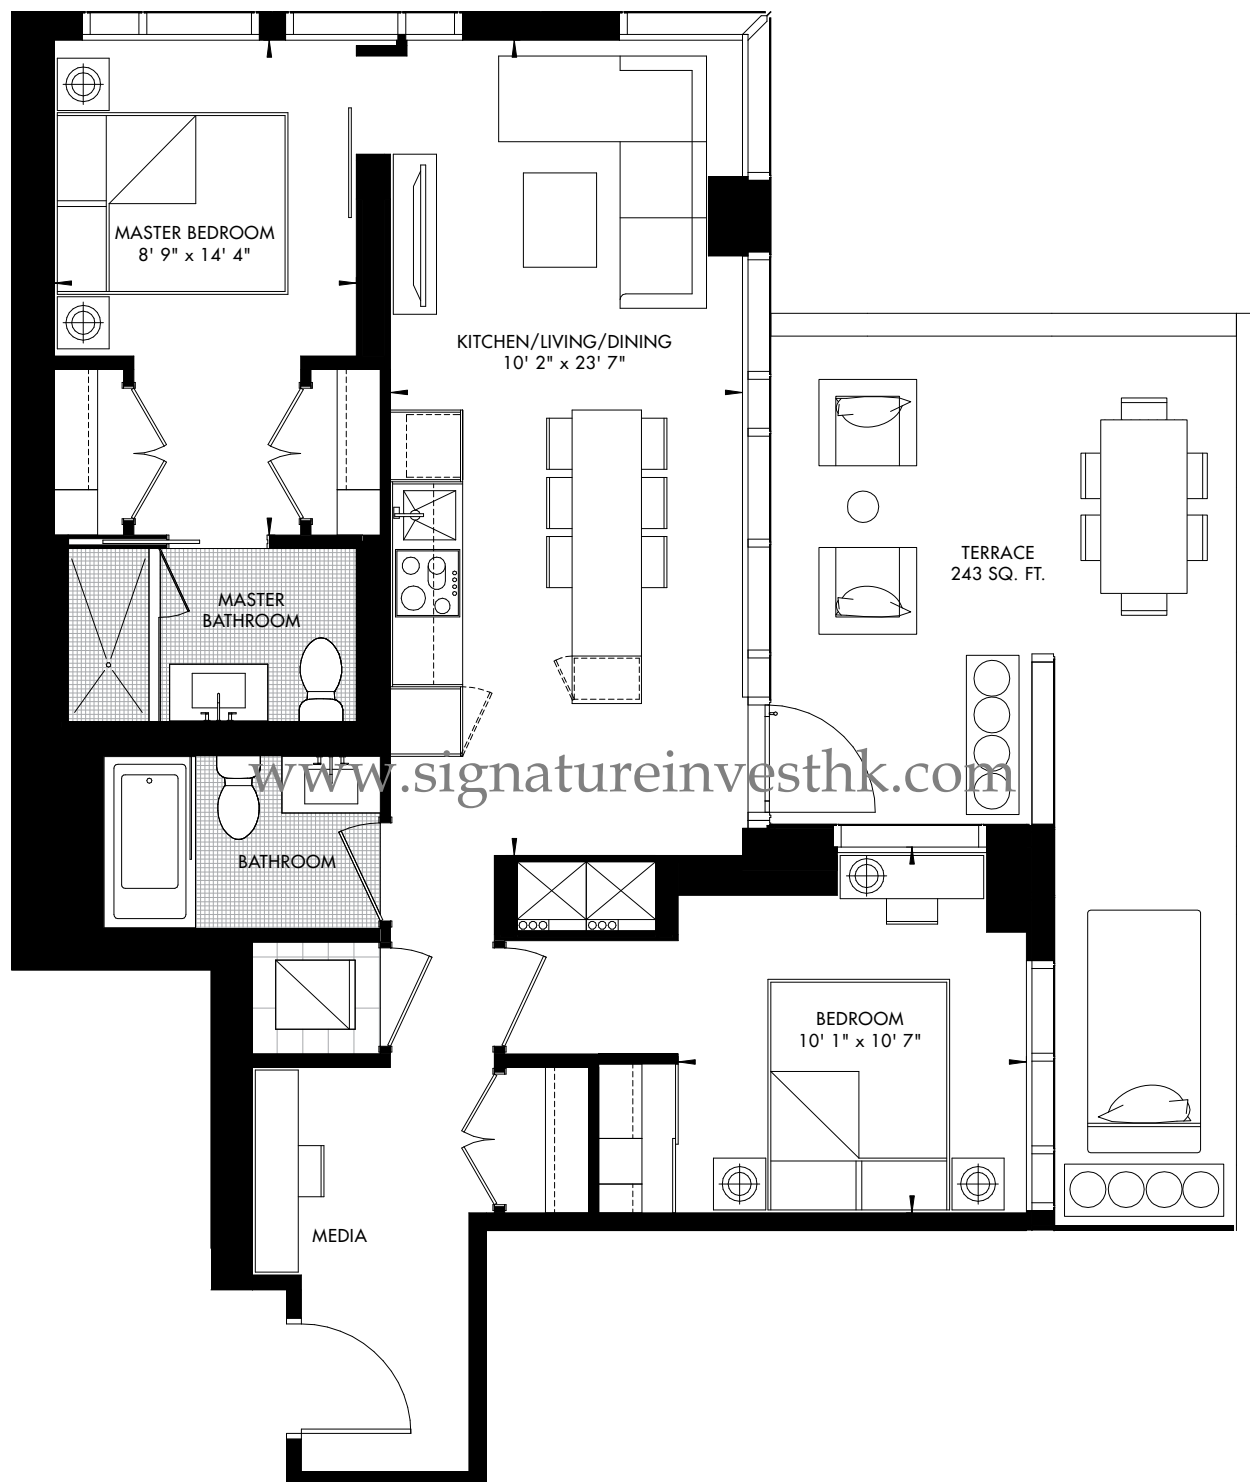 MASTER BEDROOM
8' 9" x 14' 4"
KITCHEN/LIVING/DINING
10' 2" x 23' 7"
TERRACE
243 SQ. FT.
MASTER
BATHROOM
www.signatureinvesthk.com
BATHROOM
BEDROOM
10' 1" x 10' 7"
MEDIA